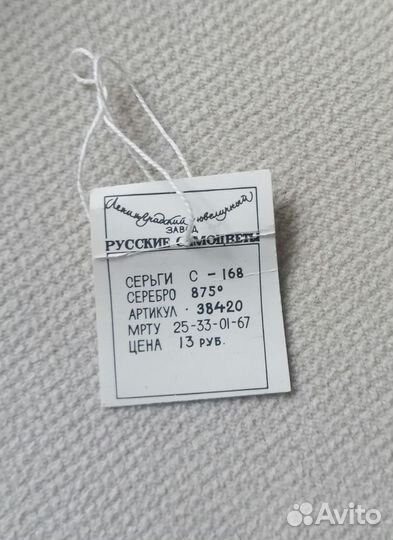 Ленинградский ювелирный
ЗАВОД
РУССКИЕ САМОЦВЕТЫ
СЕРЬГИ С - 168
СЕРЕБРО 875°
АРТИКУЛ · 38420
МРТУ 25-33-01-67
ЦЕНА 13 РУБ.
Avito